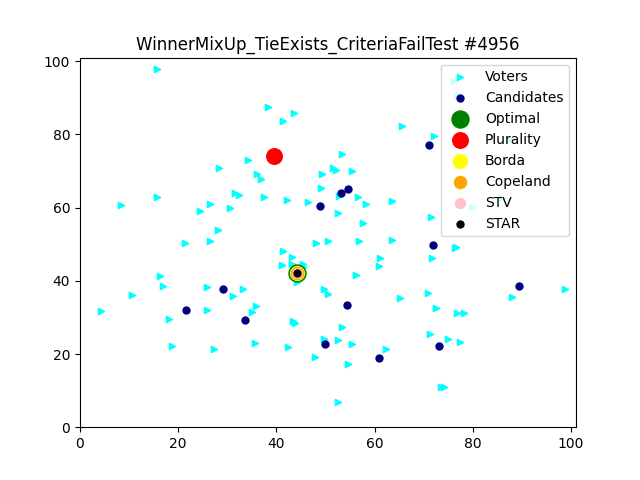 WinnerMixUp_TieExists_CriteriaFailTest #4956
100
80
60
40
20
0
0 20 40 60 80 100
Voters
Candidates
Optimal
Plurality
Borda
Copeland
STV
STAR